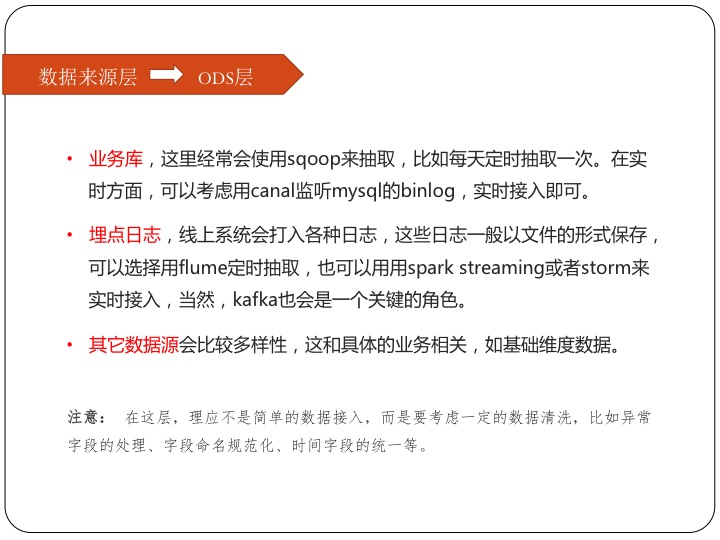 数据来源层 ODS层
• 业务库，这里经常会使用sqoop来抽取，比如每天定时抽取一次。在实
时方面，可以考虑用canal监听mysql的binlog，实时接入即可。
• 埋点日志，线上系统会打入各种日志，这些日志一般以文件的形式保存，
可以选择用flume定时抽取，也可以用用spark streaming或者storm来
实时接入，当然，kafka也会是一个关键的角色。
• 其它数据源会比较多样性，这和具体的业务相关，如基础维度数据。
注意： 在这层，理应不是简单的数据接入，而是要考虑一定的数据清洗，比如异常
字段的处理、字段命名规范化、时间字段的统一等。